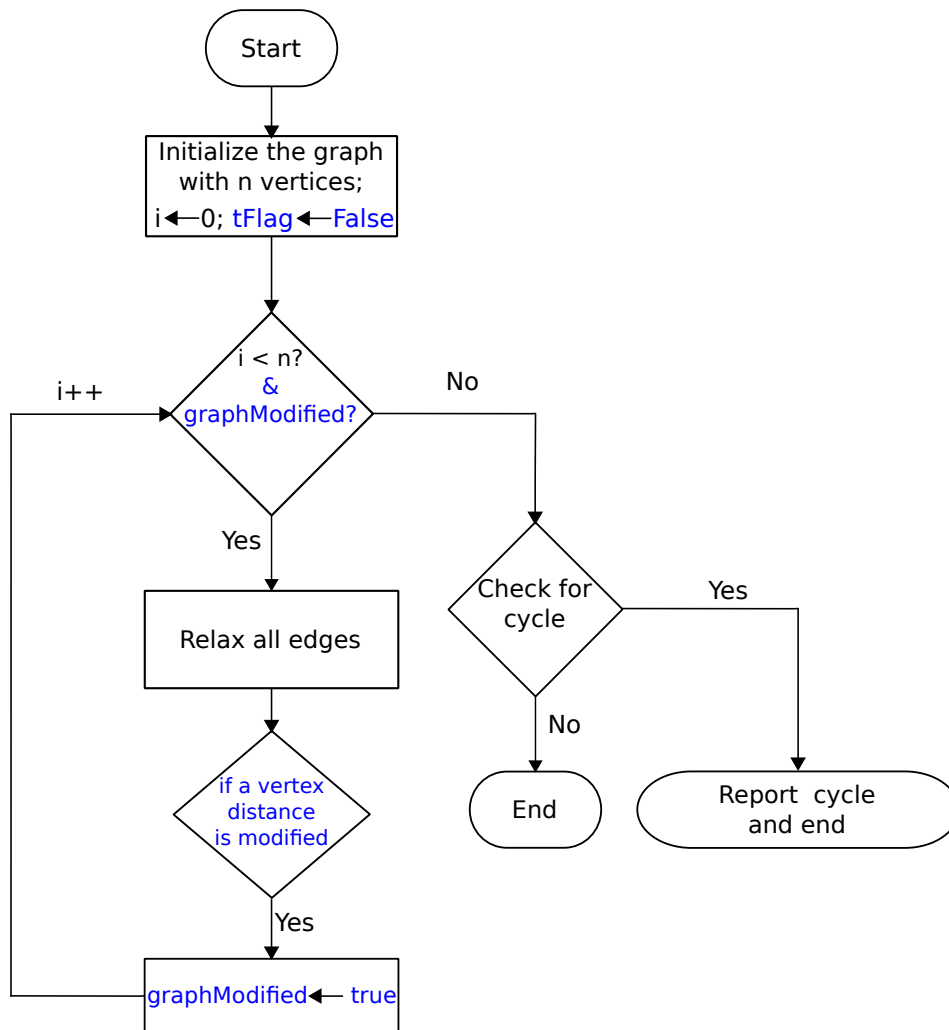 Start
Initialize the graph
with n vertices;
i←0; tFlag←False
i < n?
&
graphModified?
i++
No
Yes
Relax all edges
Check for
cycle
Yes
No
if a vertex
distance
is modified
End
Report cycle
and end
Yes
graphModified← true